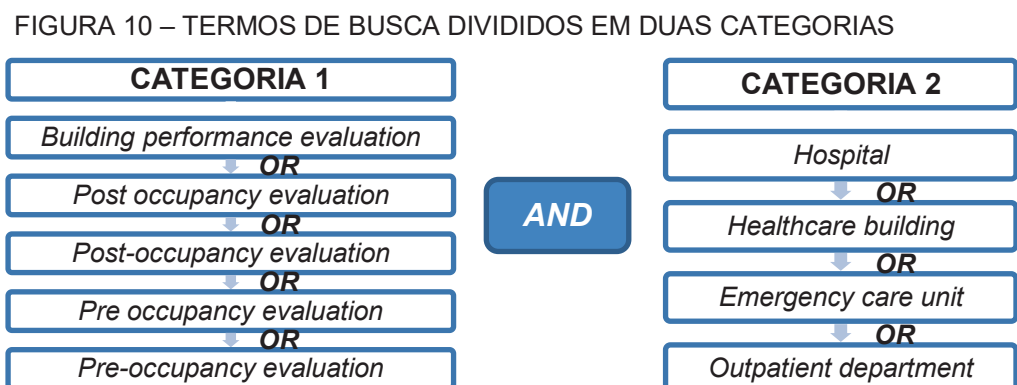 FIGURA 10 – TERMOS DE BUSCA DIVIDIDOS EM DUAS CATEGORIAS
CATEGORIA 1
Building performance evaluation
OR
Post occupancy evaluation
OR
Post-occupancy evaluation
OR
Pre occupancy evaluation
OR
Pre-occupancy evaluation
AND
CATEGORIA 2
Hospital
OR
Healthcare building
OR
Emergency care unit
OR
Outpatient department